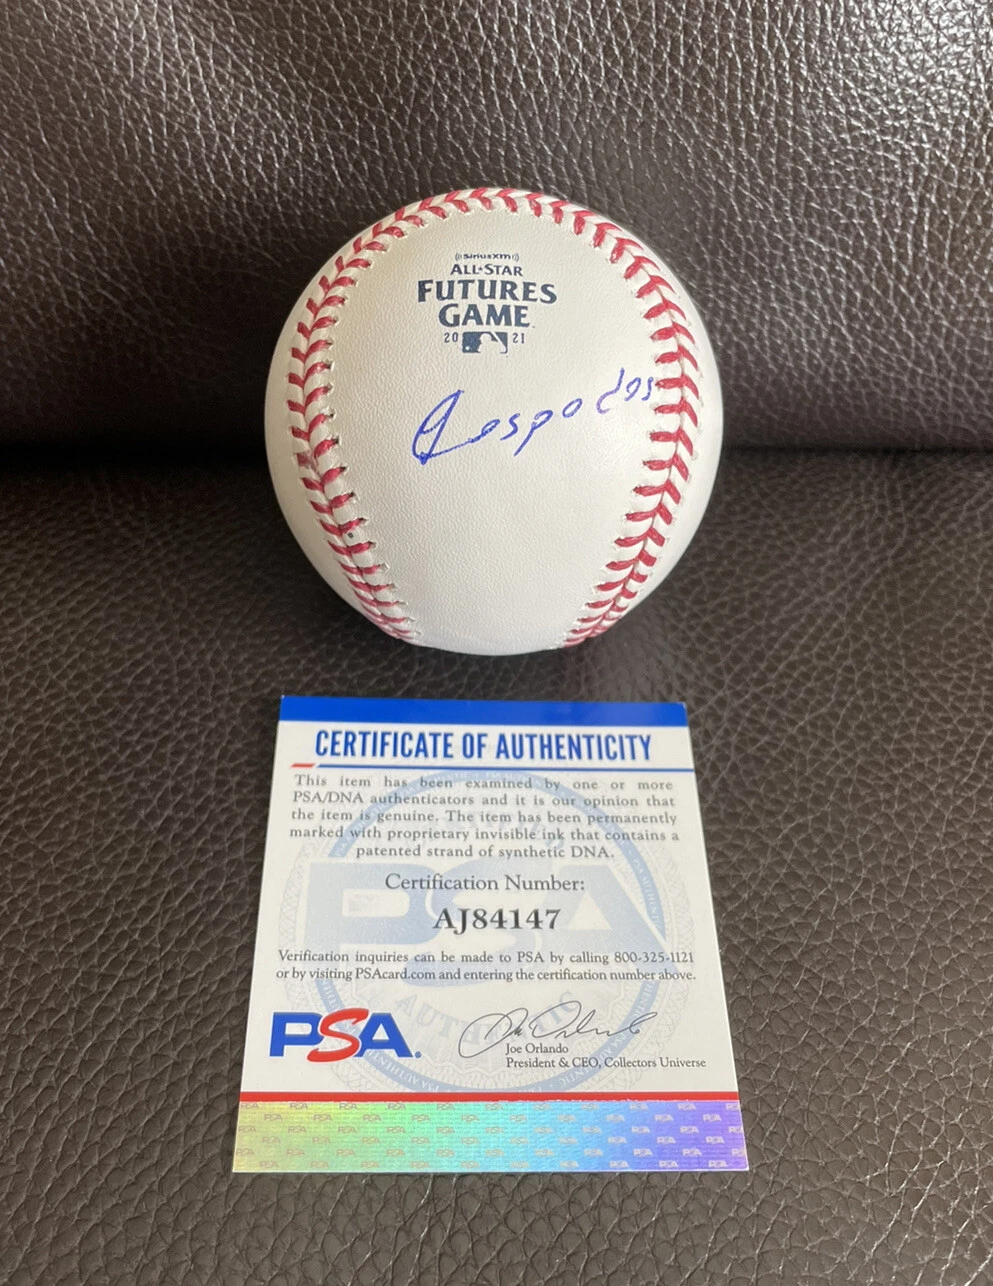 SiriusXM
ALL★STAR
FUTURES
GAME™
20 21
CERTIFICATE OF AUTHENTICITY
This item has been examined by one or more
PSA/DNA authenticators and it is our opinion that
the item is genuine. The item has been permanently
marked with proprietary invisible ink that contains a
patented strand of synthetic DNA.
Certification Number:
AJ84147
Verification inquiries can be made to PSA by calling 800-325-1121
or by visiting PSAcard.com and entering the certification number above.
PSA.
Joe Orlando
President & CEO, Collectors Universe